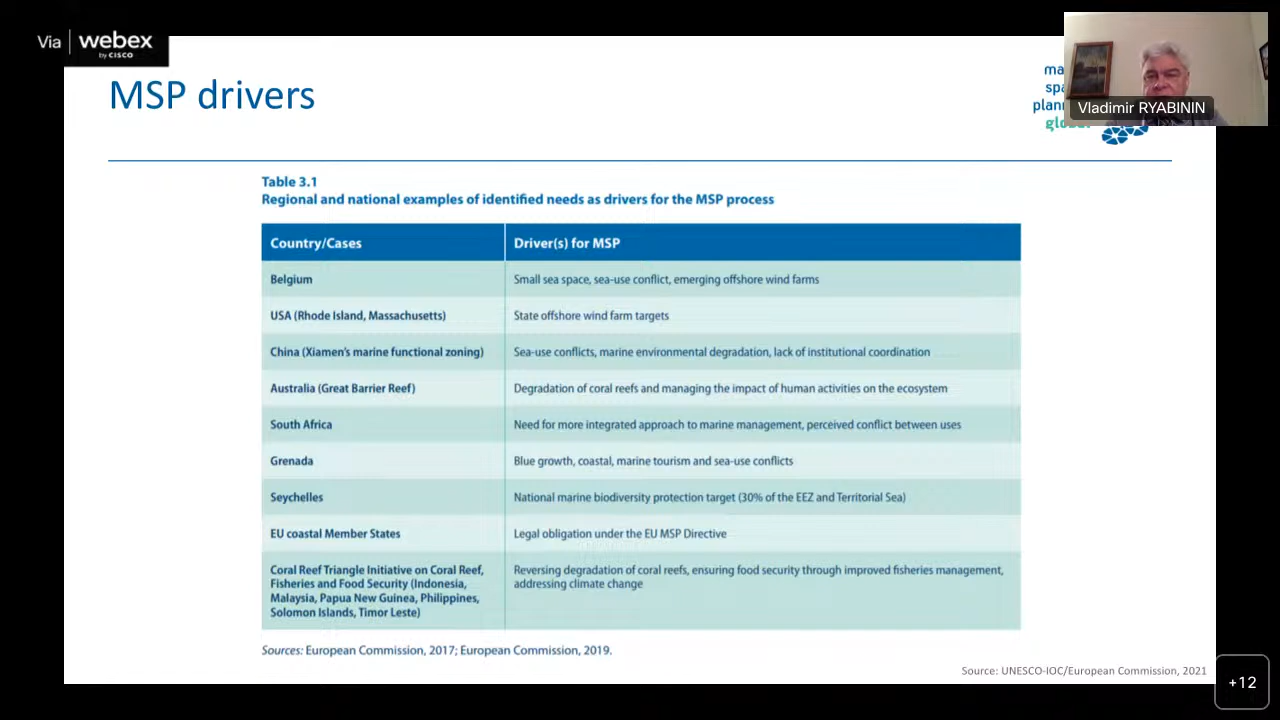 Via webex
by CISCO
MSP drivers
Vladimir RYABININ
Table 3.1
Regional and national examples of identified needs as drivers for the MSP process
Country/Cases Driver(s) for MSP
Belgium Small sea space, sea-use conflict, emerging offshore wind farms
USA (Rhode Island, Massachusetts) State offshore wind farm targets
China (Xiamen's marine functional zoning) Sea-use conflicts, marine environmental degradation, lack of institutional coordination
Australia (Great Barrier Reef) Degradation of coral reefs and managing the impact of human activities on the ecosystem
South Africa Need for more integrated approach to marine management, perceived conflict between uses
Grenada Blue growth, coastal, marine tourism and sea-use conflicts
Seychelles National marine biodiversity protection target (30% of the EEZ and Territorial Sea)
EU coastal Member States Legal obligation under the EU MSP Directive
Coral Reef Triangle Initiative on Coral Reef, Reversing degradation of coral reefs, ensuring food security through improved fisheries management,
Fisheries and Food Security (Indonesia, addressing climate change
Malaysia, Papua New Guinea, Philippines,
Solomon Islands, Timor Leste)
Sources: European Commission, 2017; European Commission, 2019.
Source: UNESCO-IOC/European Commission, 2021
+12